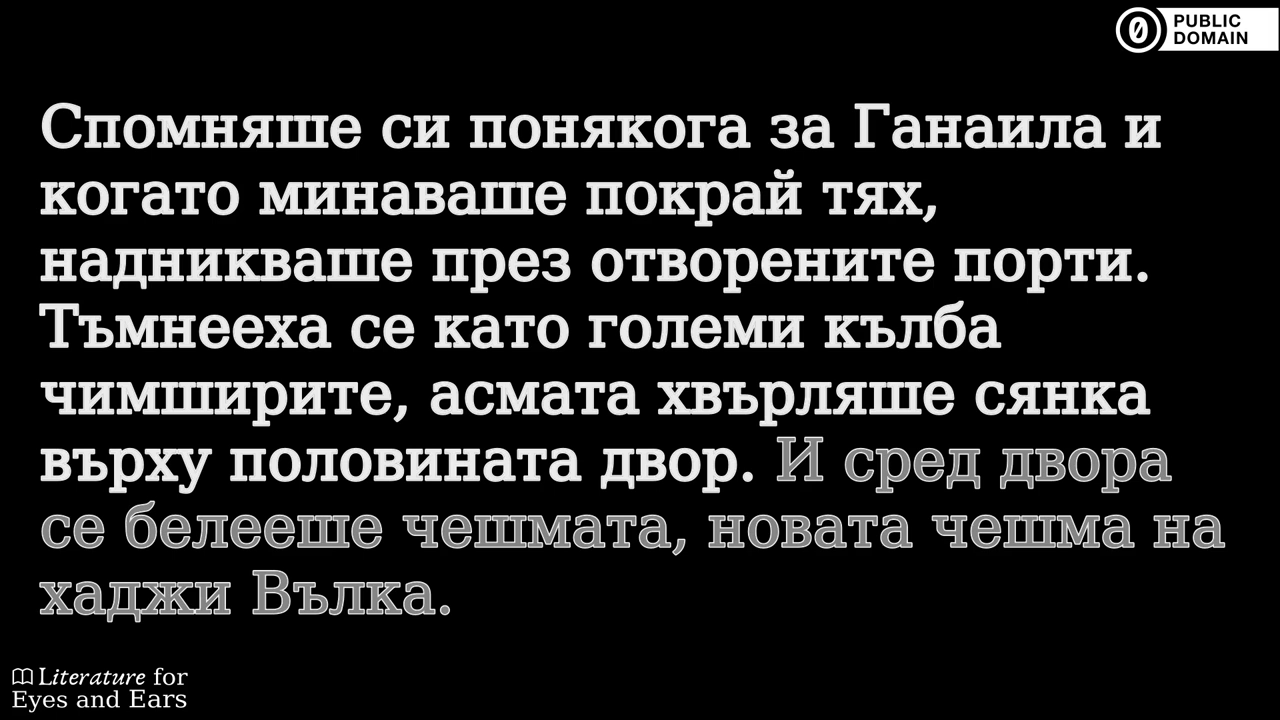 PUBLIC
DOMAIN
Спомняше си понякога за Ганаила и
когато минаваше покрай тях,
надникваше през отворените порти.
Тъмнееха се като големи кълба
чимширите, асмата хвърляше сянка
върху половината двор. И сред двора
се белееше чешмата, новата чешма на
хаджи Вълка.
Literature for
Eyes and Ears